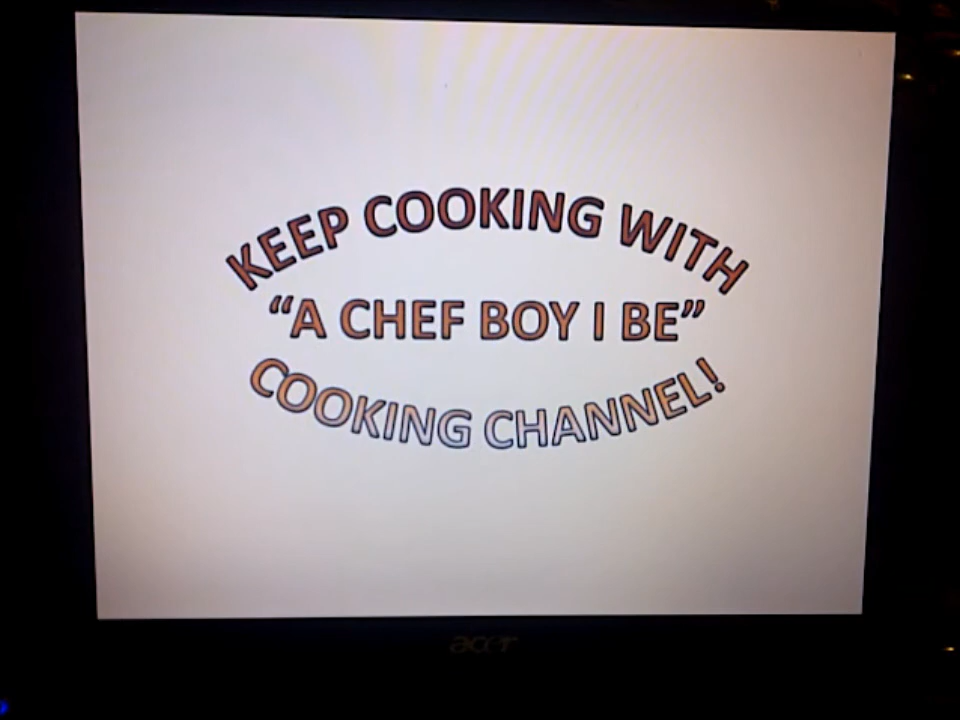 KEEP COOKING WITH
“A CHEF BOY I BE”
COOKING CHANNEL!
acer